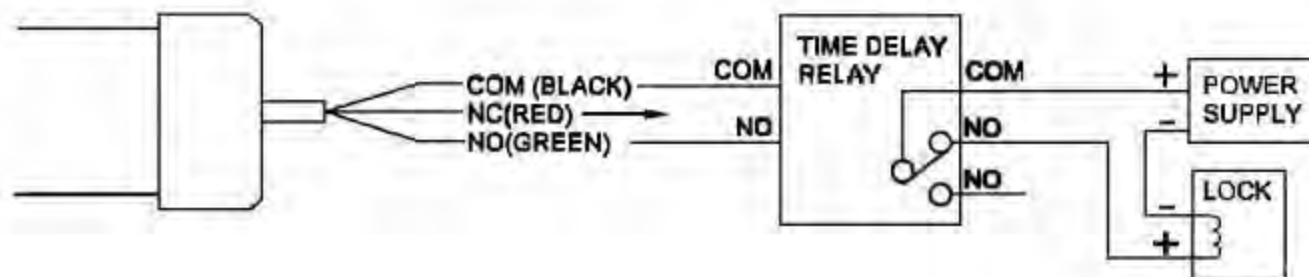 COM (BLACK)
NC(RED)
NO(GREEN)
COM
NO
TIME DELAY
RELAY
COM
NO
NO
+
-
POWER
SUPPLY
-
+
LOCK